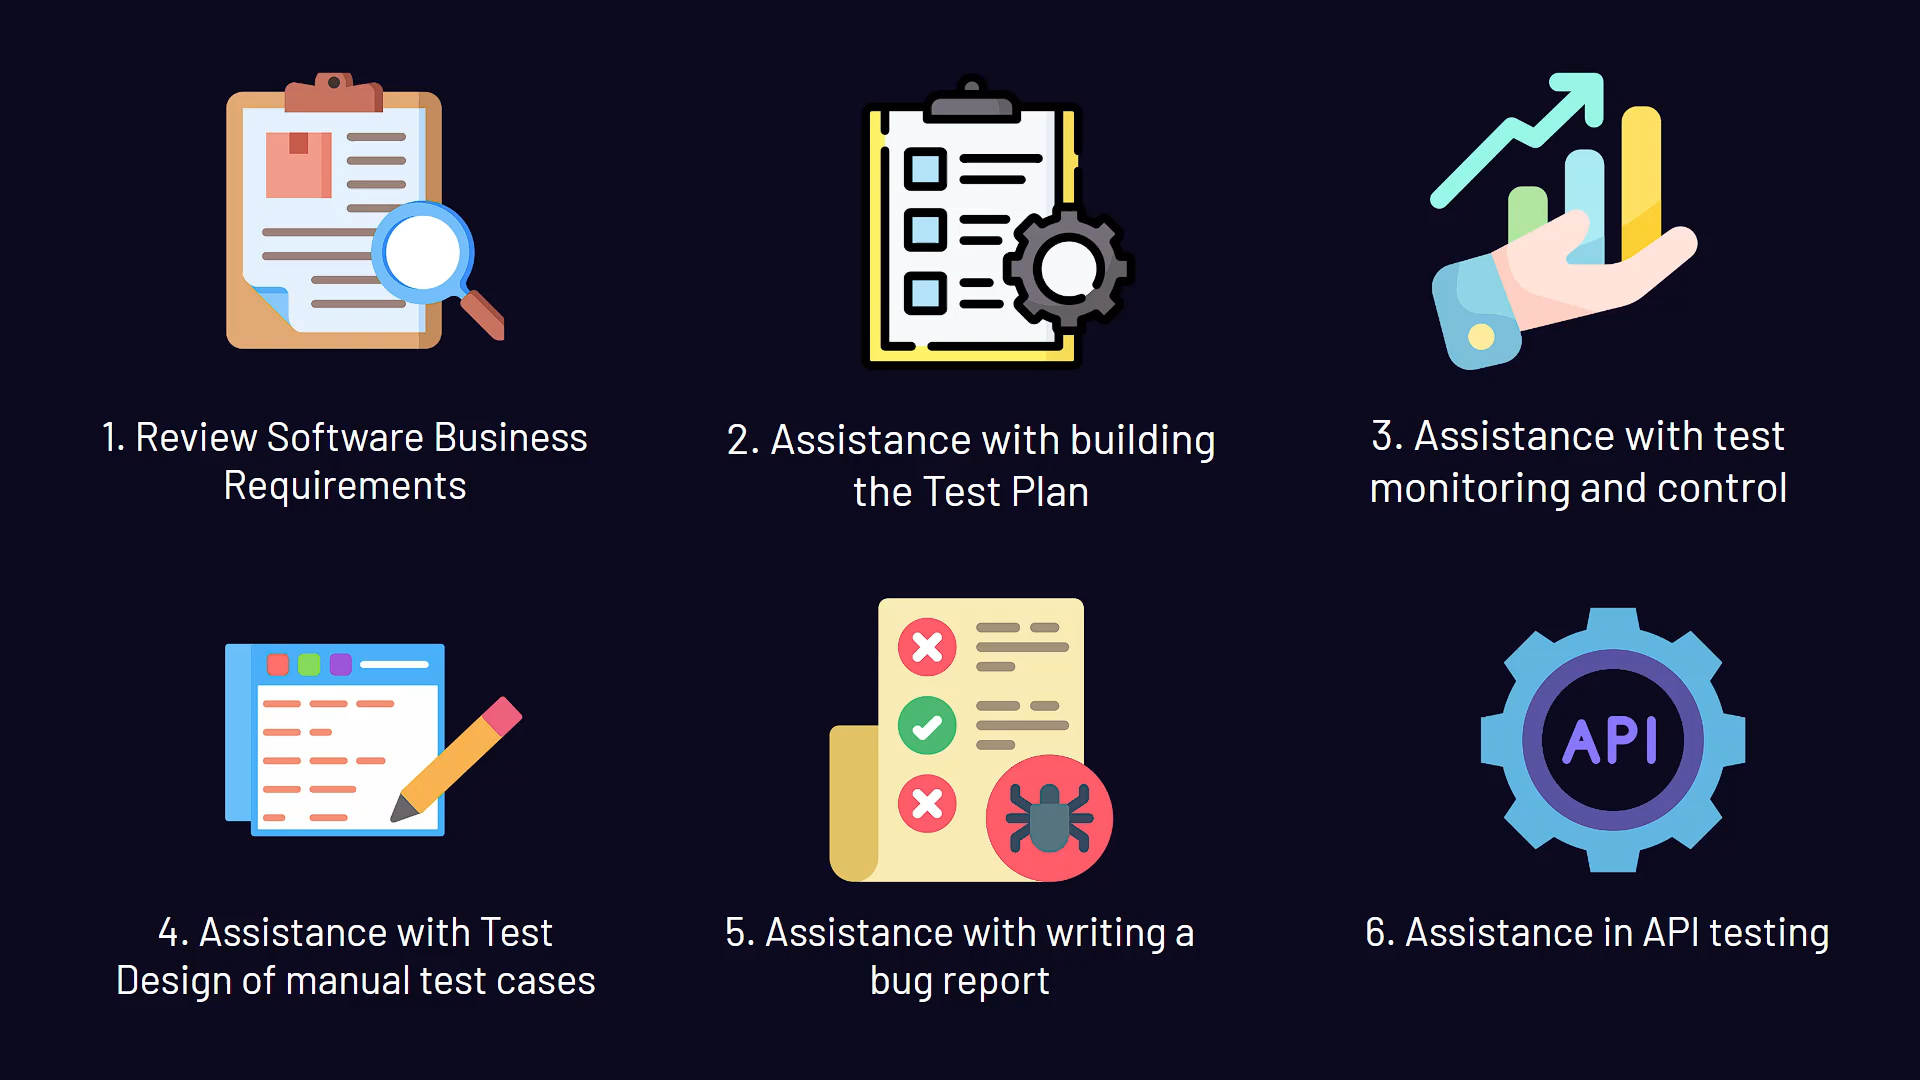 1. Review Software Business
Requirements
2. Assistance with building
the Test Plan
3. Assistance with test
monitoring and control
API
4. Assistance with Test
Design of manual test cases
5. Assistance with writing a
bug report
6. Assistance in API testing